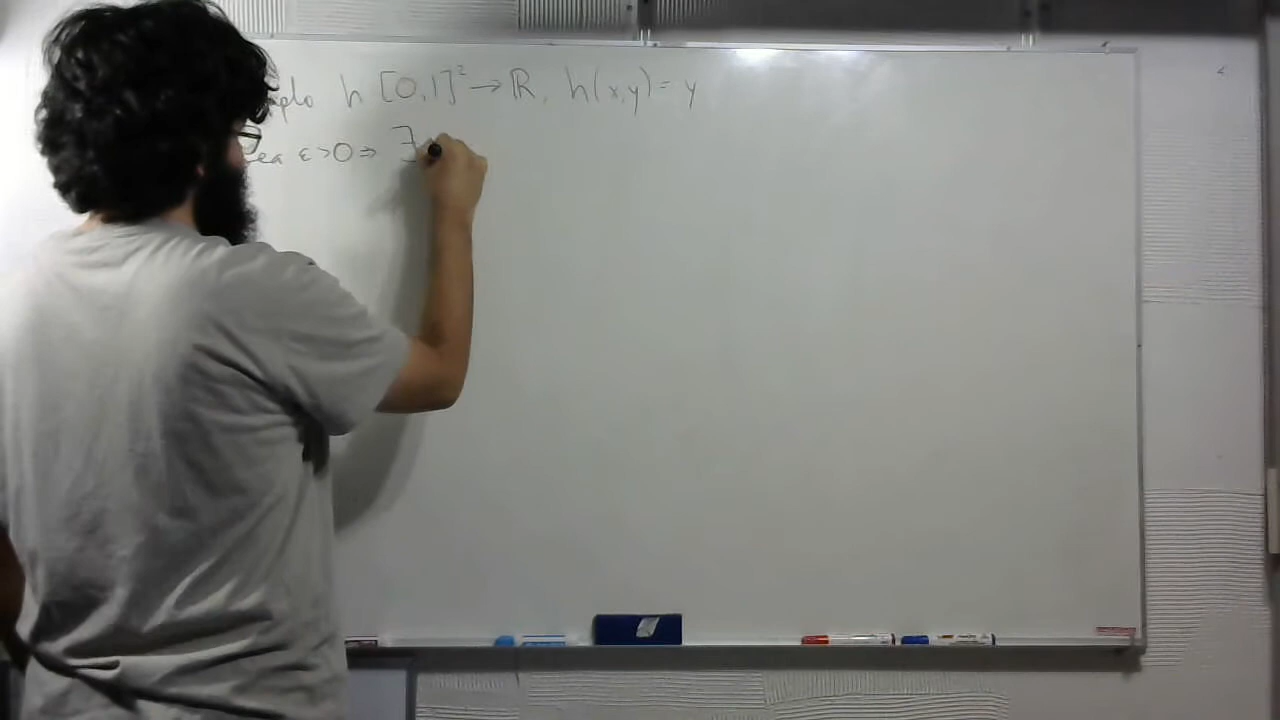 h [0,1]² → ℝ, h(x,y) = y
ε>0 ⇒ ∃